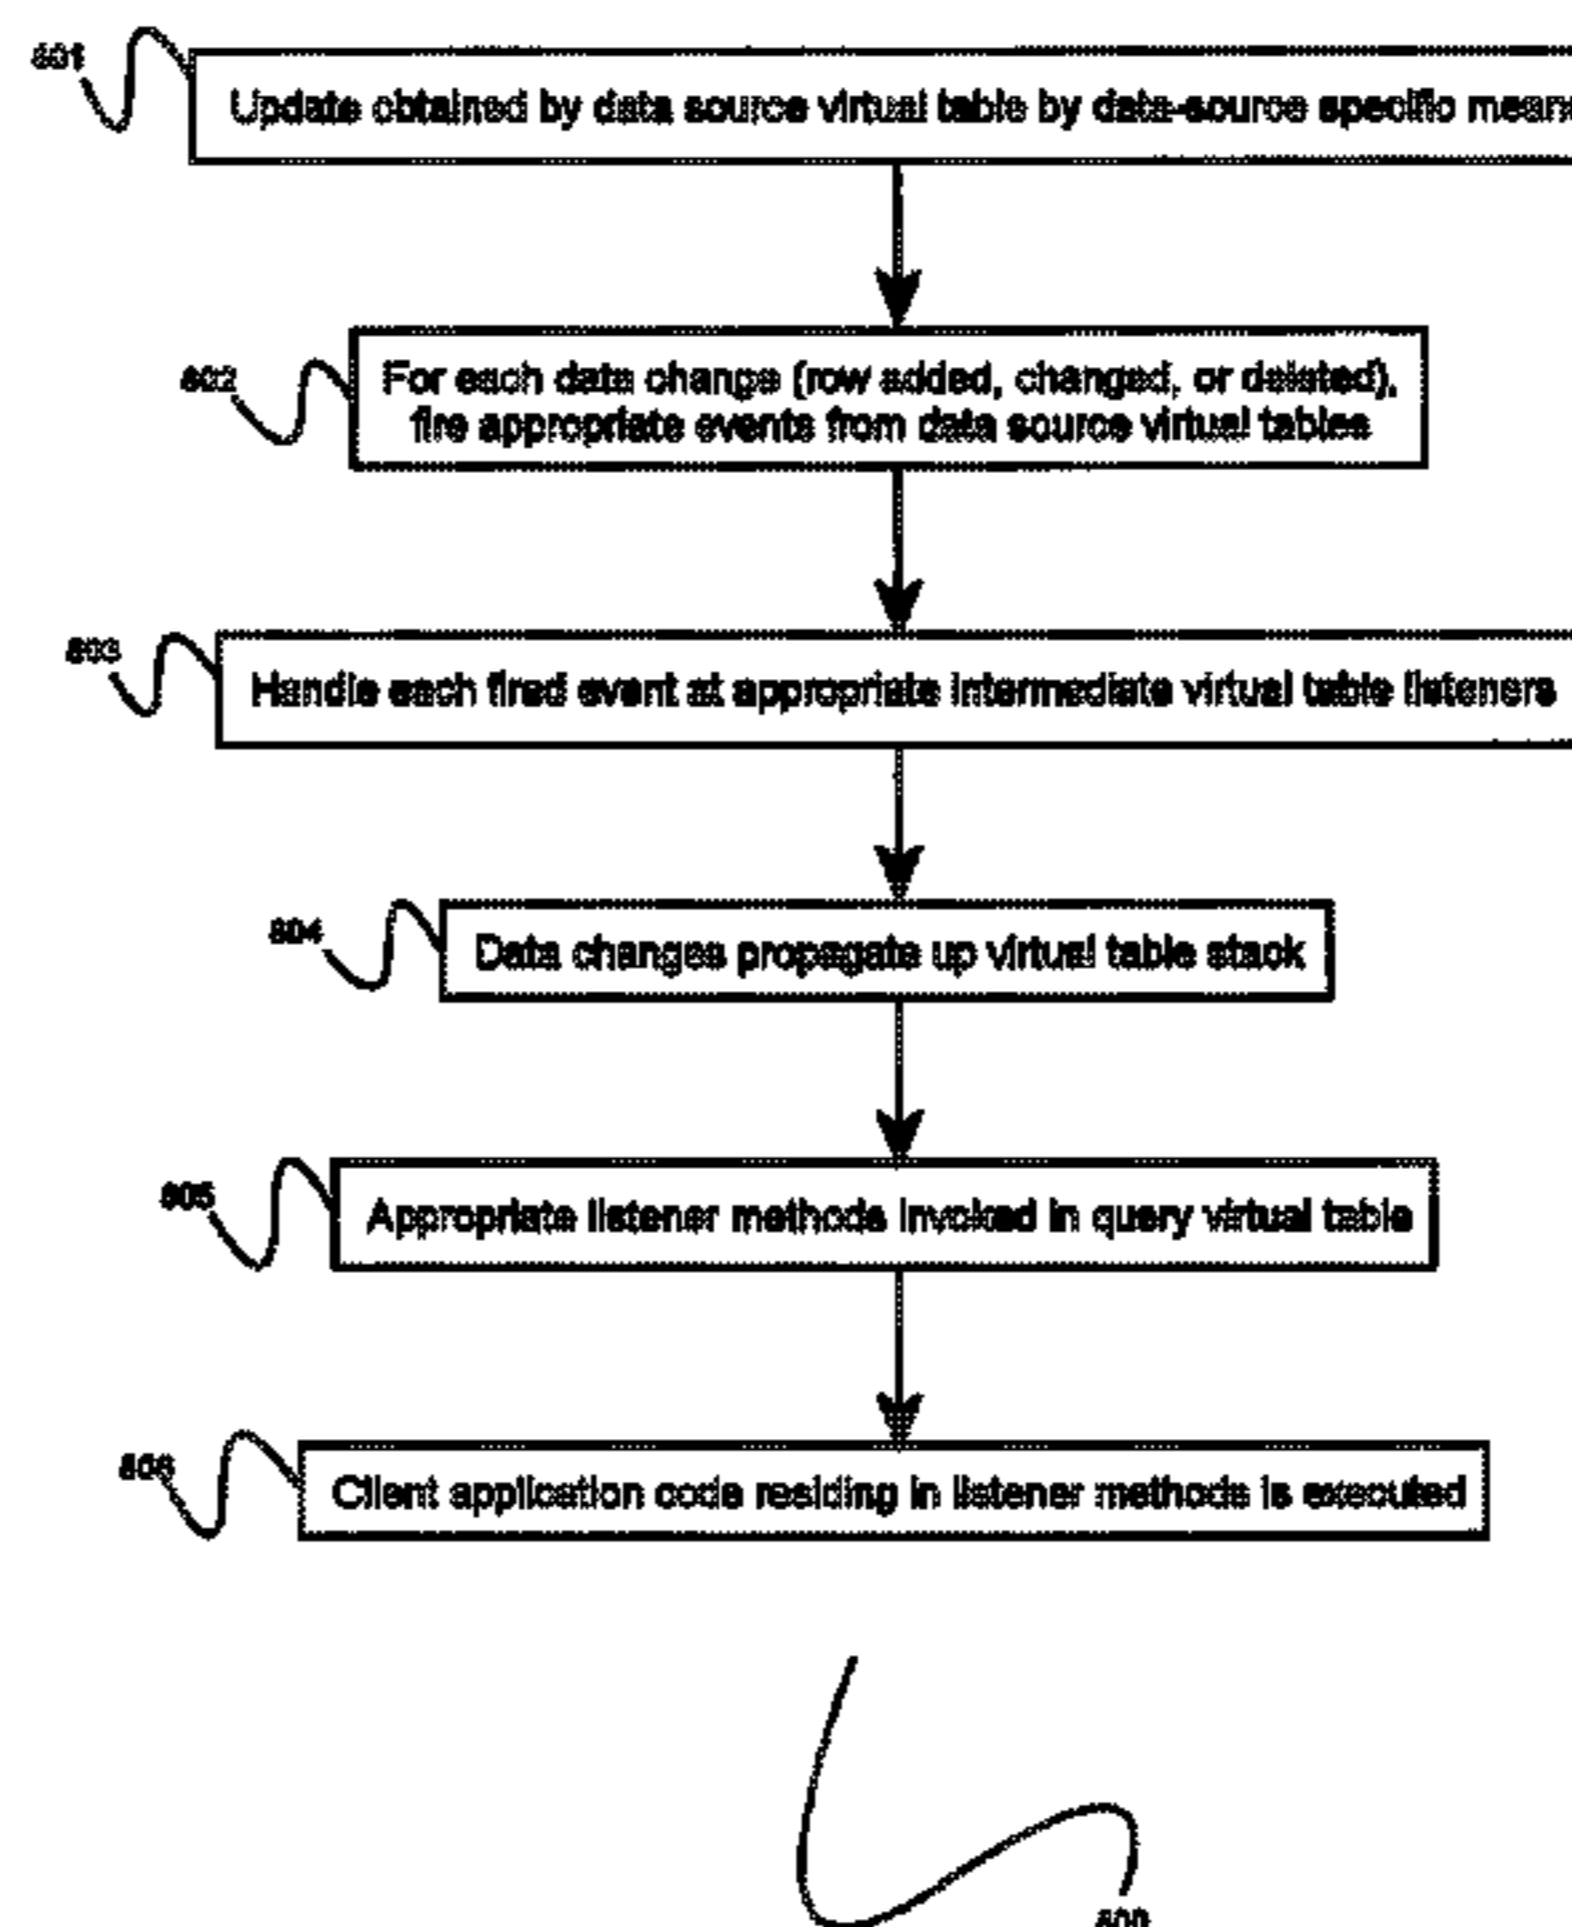 801
Update obtained by data source virtual table by data-source specific mean
802
For each data change (row added, changed, or deleted),
fire appropriate events from data source virtual tables
803
Handle each fired event at appropriate intermediate virtual table listeners
804
Data changes propagate up virtual table stack
805
Appropriate listener methods invoked in query virtual table
806
Client application code residing in listener methods is executed
800